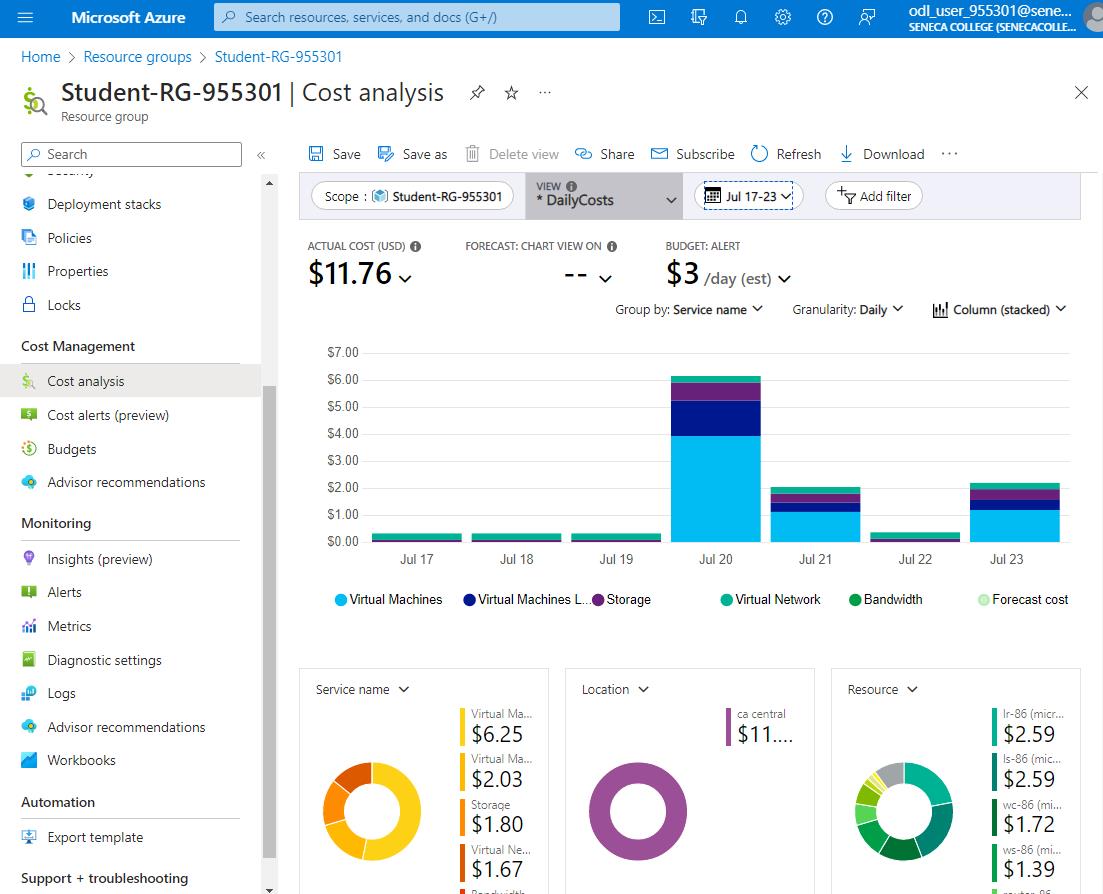 Microsoft Azure
Search resources, services, and docs (G+/)
odl_user_955301@sene...
SENECA COLLEGE (SENECACOLLE...
Home > Resource groups > Student-RG-955301
Student-RG-955301 | Cost analysis ...
Resource group
Search
«
Save Save as Delete view Share Subscribe Refresh Download ...
Scope : Student-RG-955301
VIEW
* DailyCosts
Jul 17-23
Add filter
Security
Deployment stacks
Policies
Properties
Locks
Cost Management
Cost analysis
Cost alerts (preview)
Budgets
Advisor recommendations
Monitoring
Insights (preview)
Alerts
Metrics
Diagnostic settings
Logs
Advisor recommendations
Workbooks
Automation
Export template
Support + troubleshooting
ACTUAL COST (USD)
$11.76
FORECAST: CHART VIEW ON
--
BUDGET: ALERT
$3 /day (est)
Group by: Service name Granularity: Daily Column (stacked)
$7.00
$6.00
$5.00
$4.00
$3.00
$2.00
$1.00
$0.00
Jul 17 Jul 18 Jul 19 Jul 20 Jul 21 Jul 22 Jul 23
Virtual Machines Virtual Machines L... Storage Virtual Network Bandwidth Forecast cost
Service name
Virtual Ma...
$6.25
Virtual Ma...
$2.03
Storage
$1.80
Virtual Ne...
$1.67
Bandwidth
Location
ca central
$11....
Resource
lr-86 (micr...
$2.59
ls-86 (mic...
$2.59
wc-86 (mi...
$1.72
ws-86 (mi...
$1.39
router-86